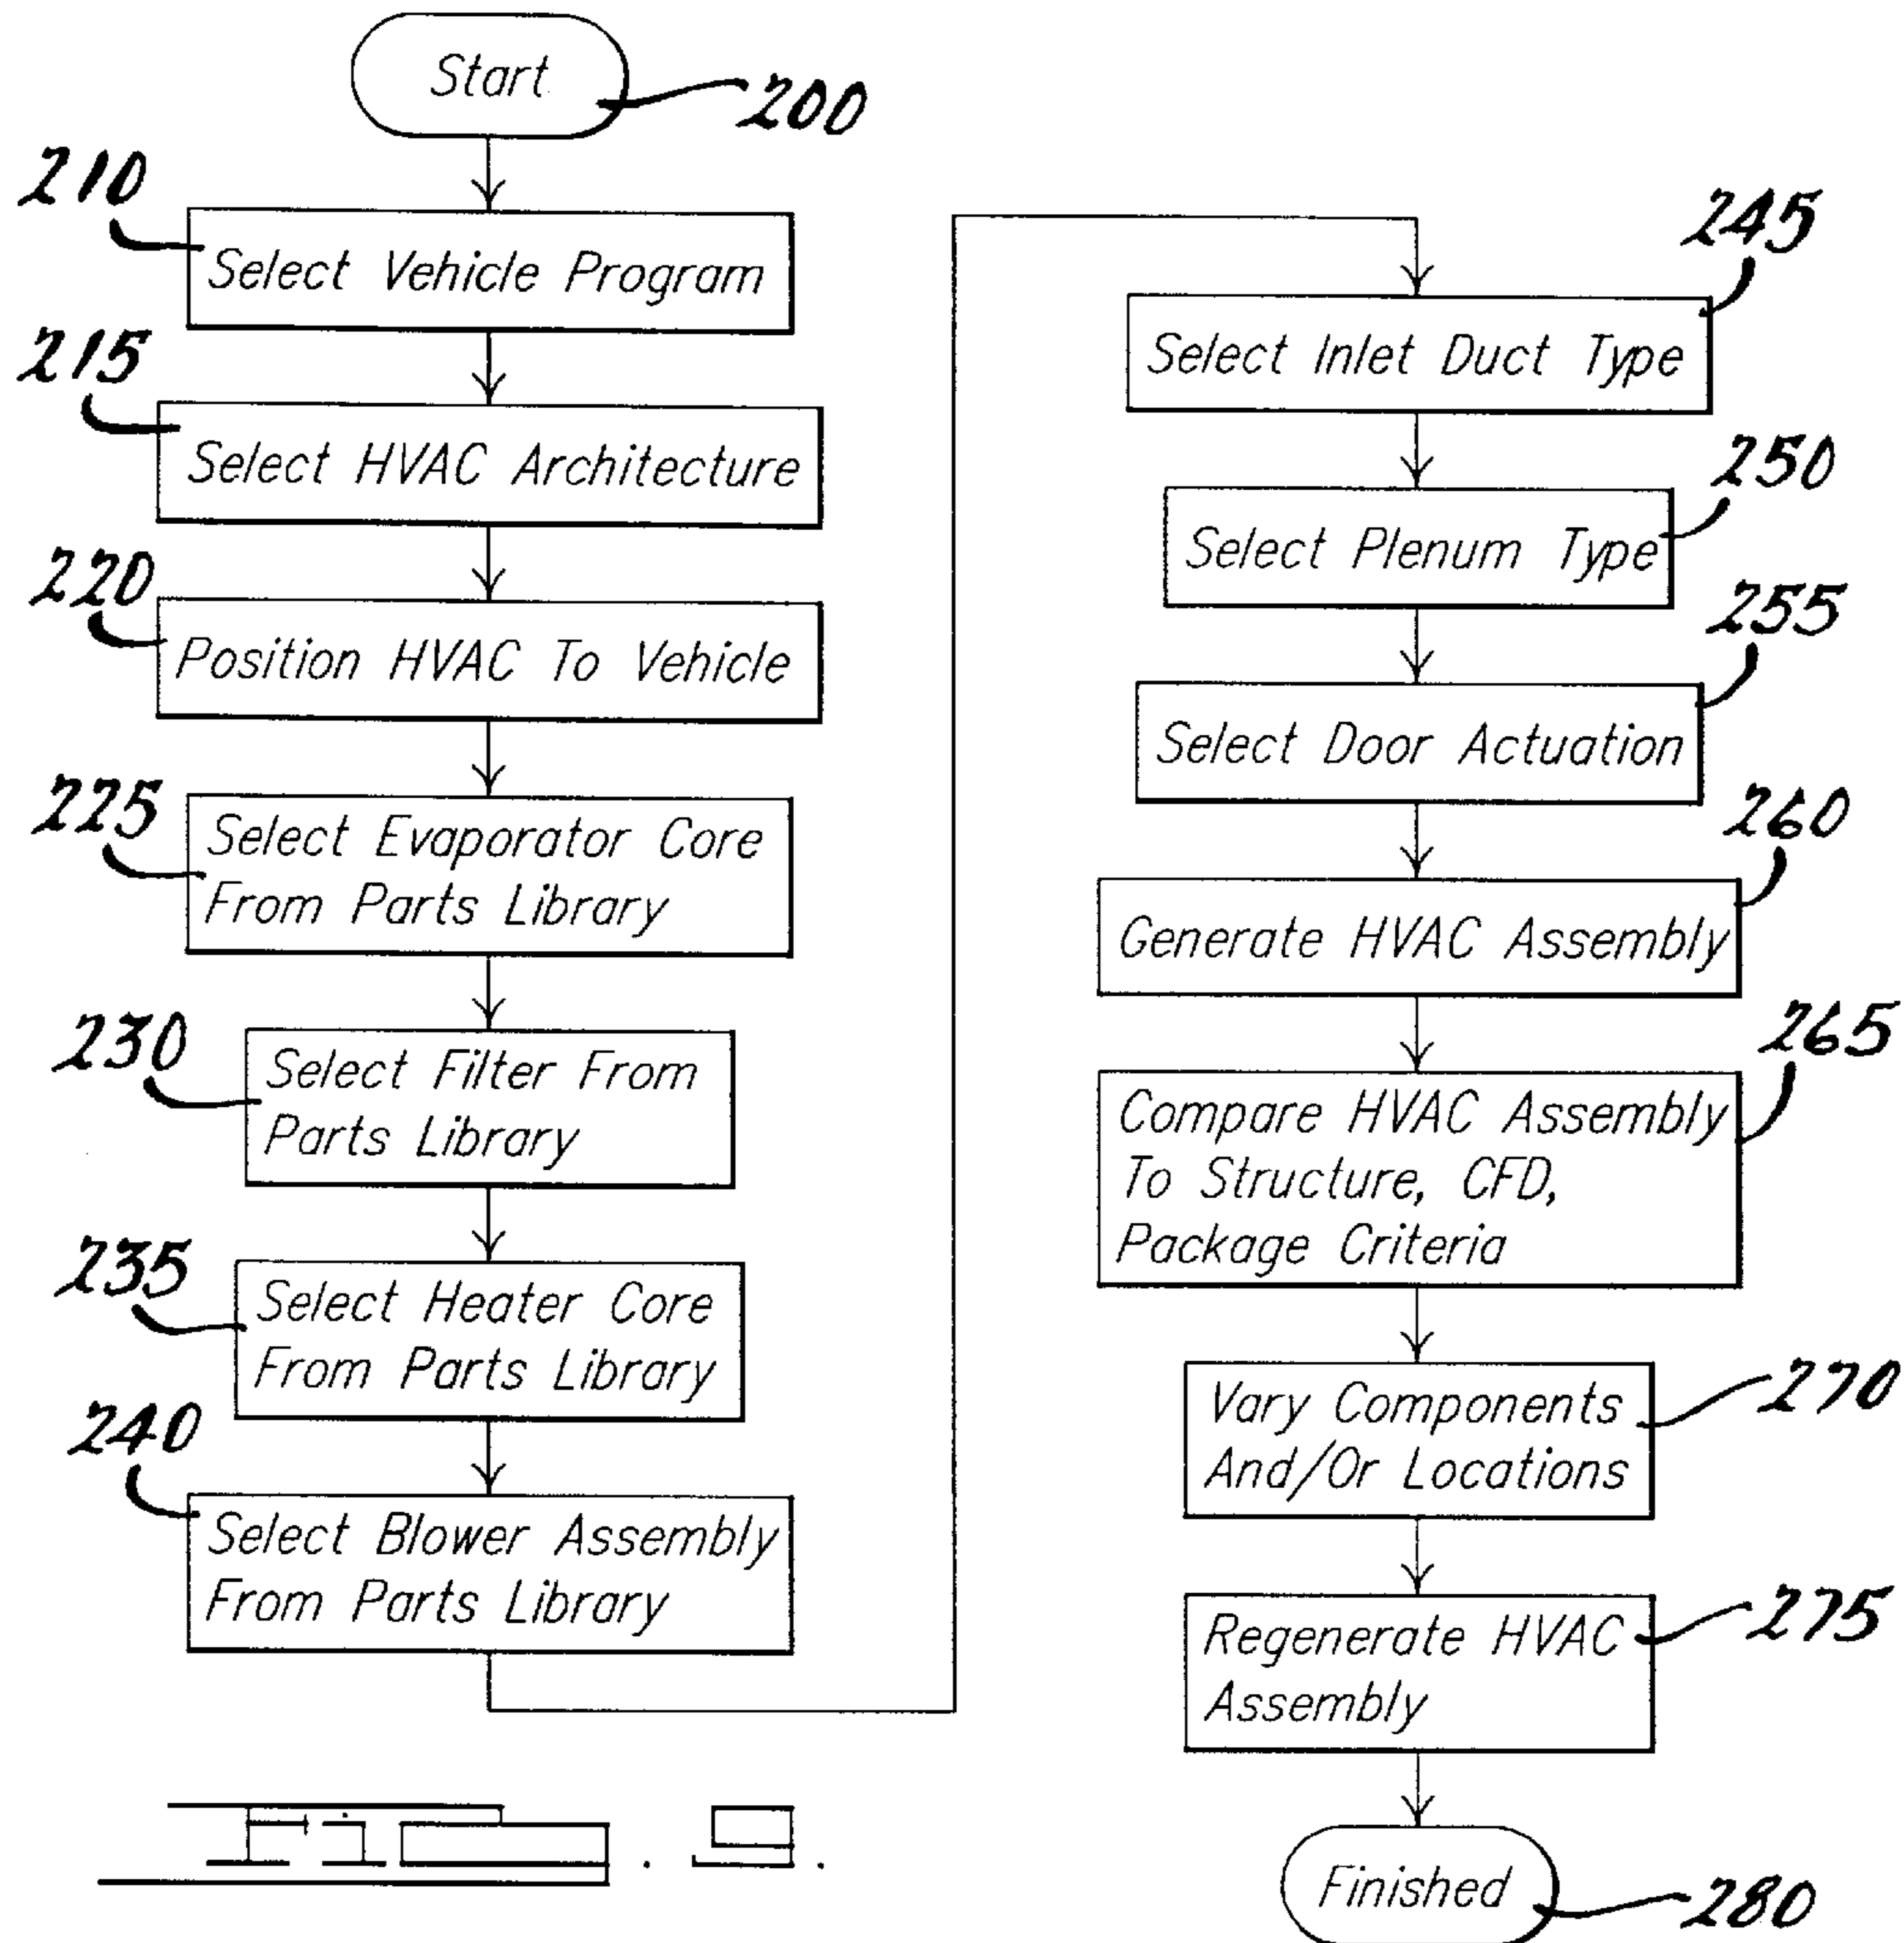 Start
200
210
Select Vehicle Program
215
Select HVAC Architecture
220
Position HVAC To Vehicle
225
Select Evaporator Core
From Parts Library
230
Select Filter From
Parts Library
235
Select Heater Core
From Parts Library
240
Select Blower Assembly
From Parts Library
245
Select Inlet Duct Type
250
Select Plenum Type
255
Select Door Actuation
260
Generate HVAC Assembly
265
Compare HVAC Assembly
To Structure, CFD,
Package Criteria
270
Vary Components
And/Or Locations
275
Regenerate HVAC
Assembly
Finished
280